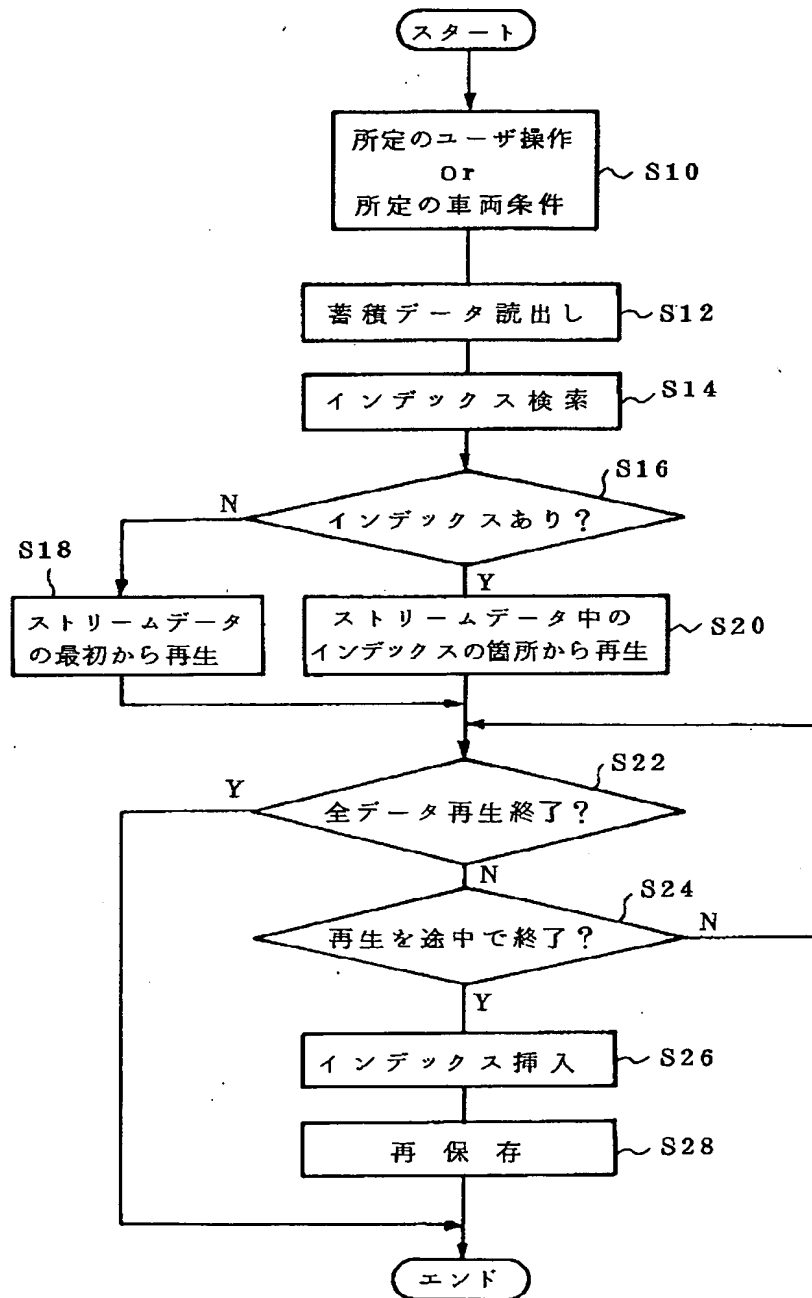 スタート
所定のユーザ操作
or
所定の車両条件
S10
蓄積データ読出し
S12
インデックス検索
S14
S16
インデックスあり?
N
Y
S18
ストリームデータ
の最初から再生
ストリームデータ中の
インデックスの箇所から再生
S20
S22
全データ再生終了?
Y
N
S24
再生を途中で終了?
N
Y
インデックス挿入
S26
再保存
S28
エンド